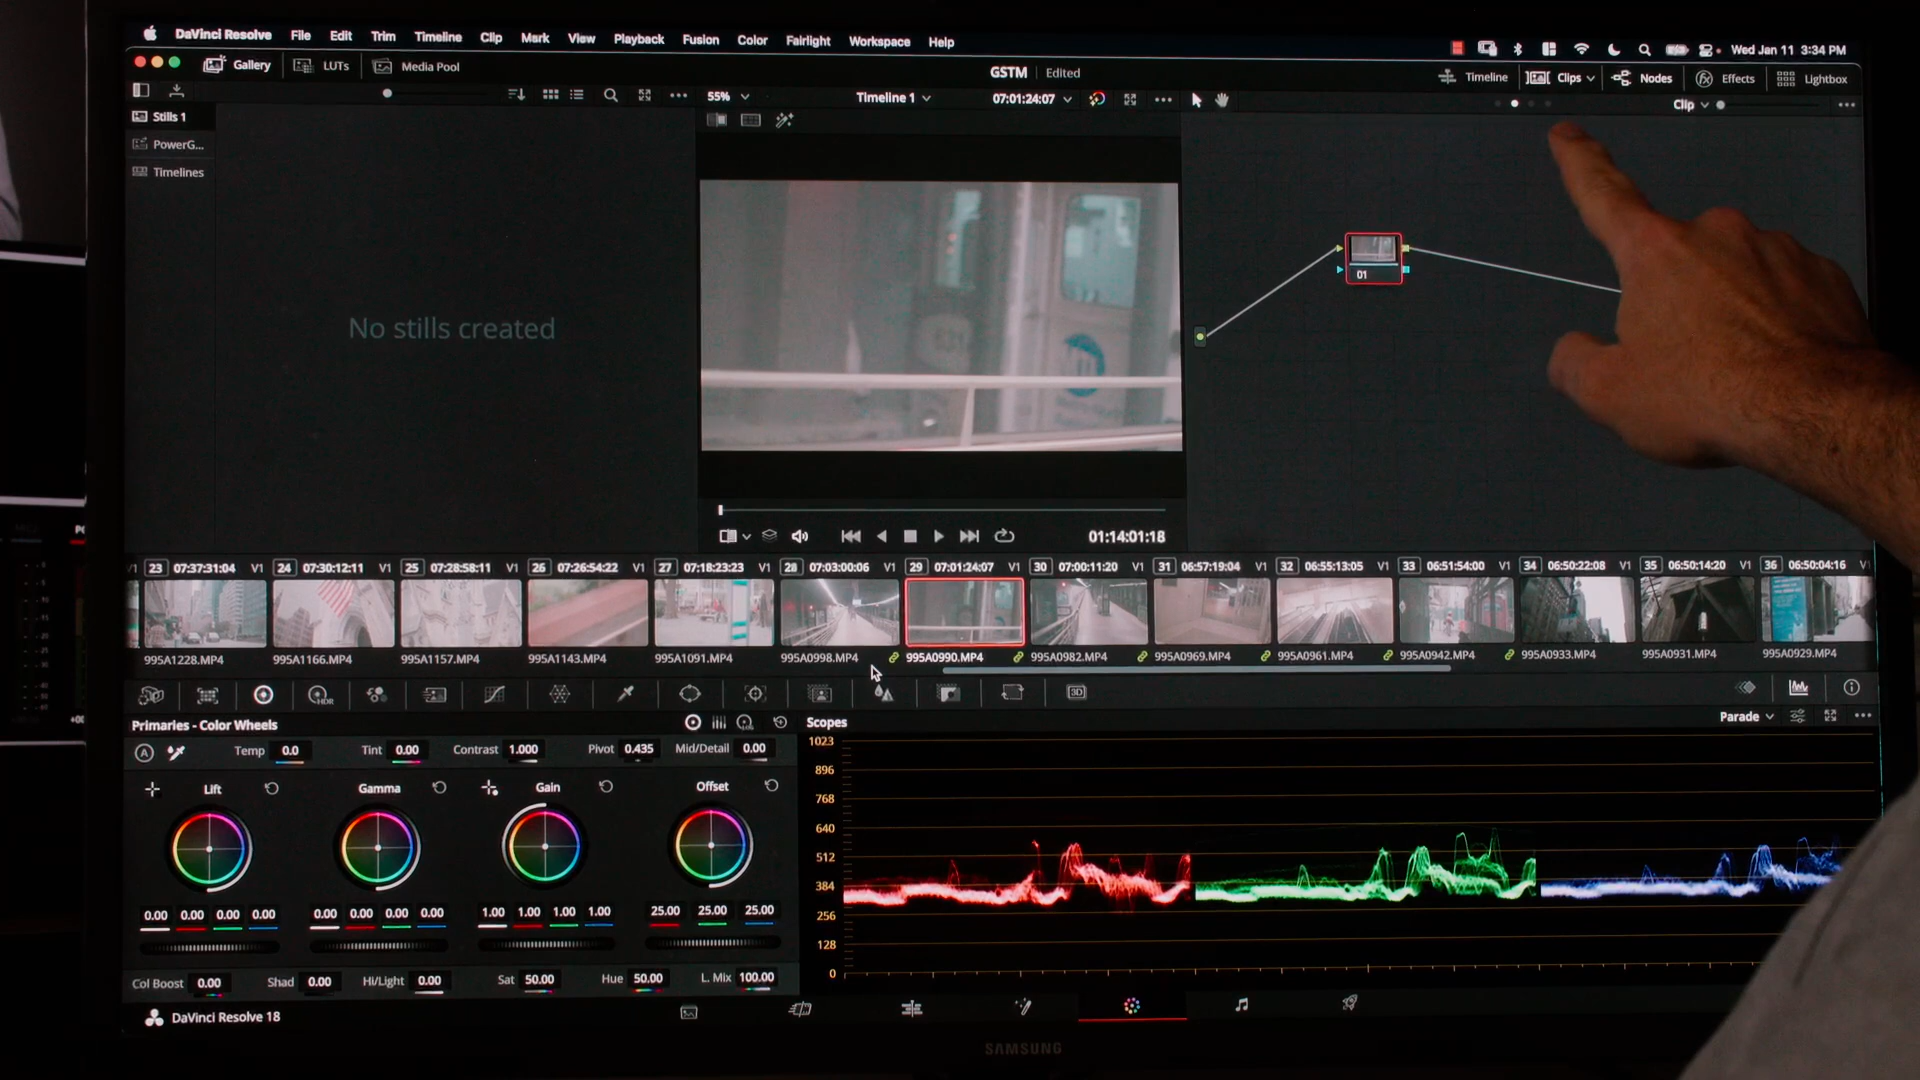 DaVinci Resolve File Edit Trim Timeline Clip Mark View Playback Fusion Color Fairlight Workspace Help Wed Jan 11 3:34 PM
Gallery LUTs Media Pool GSTM Edited Timeline Clips Nodes Effects Lightbox
55% Timeline 1 07:01:24:07 Clip
Stills 1
PowerG...
Timelines
No stills created
01
01:14:01:18
23 07:37:31:04 V1 24 07:30:12:11 V1 25 07:28:58:11 V1 26 07:26:54:22 V1 27 07:18:23:23 V1 28 07:03:00:06 V1 29 07:01:24:07 V1 30 07:00:11:20 V1 31 06:57:19:04 V1 32 06:55:13:05 V1 33 06:51:54:00 V1 34 06:50:22:08 V1 35 06:50:14:20 V1 36 06:50:04:16 V1
995A1228.MP4 995A1166.MP4 995A1157.MP4 995A1143.MP4 995A1091.MP4 995A0998.MP4 995A0990.MP4 995A0982.MP4 995A0969.MP4 995A0961.MP4 995A0942.MP4 995A0933.MP4 995A0931.MP4 995A0929.MP4
HDR 3D
Primaries - Color Wheels Scopes Parade
A Temp 0.0 Tint 0.00 Contrast 1.000 Pivot 0.435 Mid/Detail 0.00
Lift Gamma Gain Offset
0.00 0.00 0.00 0.00 0.00 0.00 0.00 0.00 1.00 1.00 1.00 1.00 25.00 25.00 25.00
Col Boost 0.00 Shad 0.00 Hi/Light 0.00 Sat 50.00 Hue 50.00 L. Mix 100.00
1023
896
768
640
512
384
256
128
0
DaVinci Resolve 18
SAMSUNG